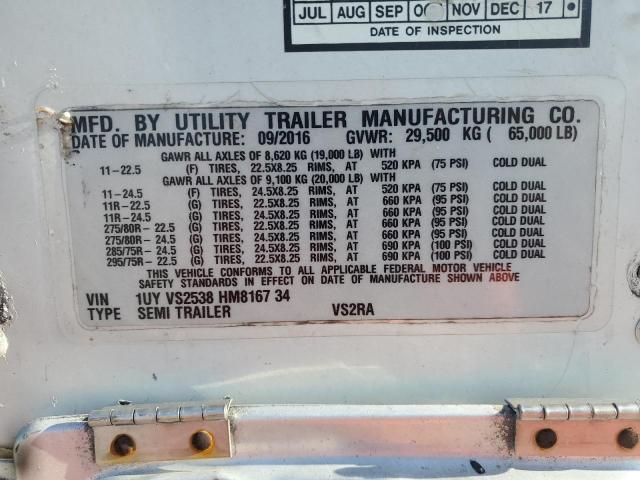 JUL AUG SEP NOV DEC 17
DATE OF INSPECTION
MFD. BY UTILITY TRAILER MANUFACTURING CO.
DATE OF MANUFACTURE: 09/2016 GVWR: 29,500 KG ( 65,000 LB)
GAWR ALL AXLES OF 8,620 KG (19,000 LB) WITH
11-22.5 (F) TIRES, 22.5X8.25 RIMS, AT 520 KPA (75 PSI) COLD DUAL
GAWR ALL AXLES OF 9,100 KG (20,000 LB) WITH
11-24.5 (F) TIRES, 24.5X8.25 RIMS, AT 520 KPA (75 PSI) COLD DUAL
11R-22.5 (G) TIRES, 22.5X8.25 RIMS, AT 660 KPA (95 PSI) COLD DUAL
11R-24.5 (G) TIRES, 24.5X8.25 RIMS, AT 660 KPA (95 PSI) COLD DUAL
275/80R-22.5 (G) TIRES, 22.5X8.25 RIMS, AT 660 KPA (95 PSI) COLD DUAL
275/80R-24.5 (G) TIRES, 24.5X8.25 RIMS, AT 660 KPA (95 PSI) COLD DUAL
285/75R-24.5 (G) TIRES, 24.5X8.25 RIMS, AT 690 KPA (100 PSI) COLD DUAL
295/75R-22.5 (G) TIRES, 22.5X8.25 RIMS, AT 690 KPA (100 PSI) COLD DUAL
THIS VEHICLE CONFORMS TO ALL APPLICABLE FEDERAL MOTOR VEHICLE
SAFETY STANDARDS IN EFFECT ON DATE OF MANUFACTURE SHOWN ABOVE
VIN 1UY VS2538 HM8167 34
TYPE SEMI TRAILER VS2RA